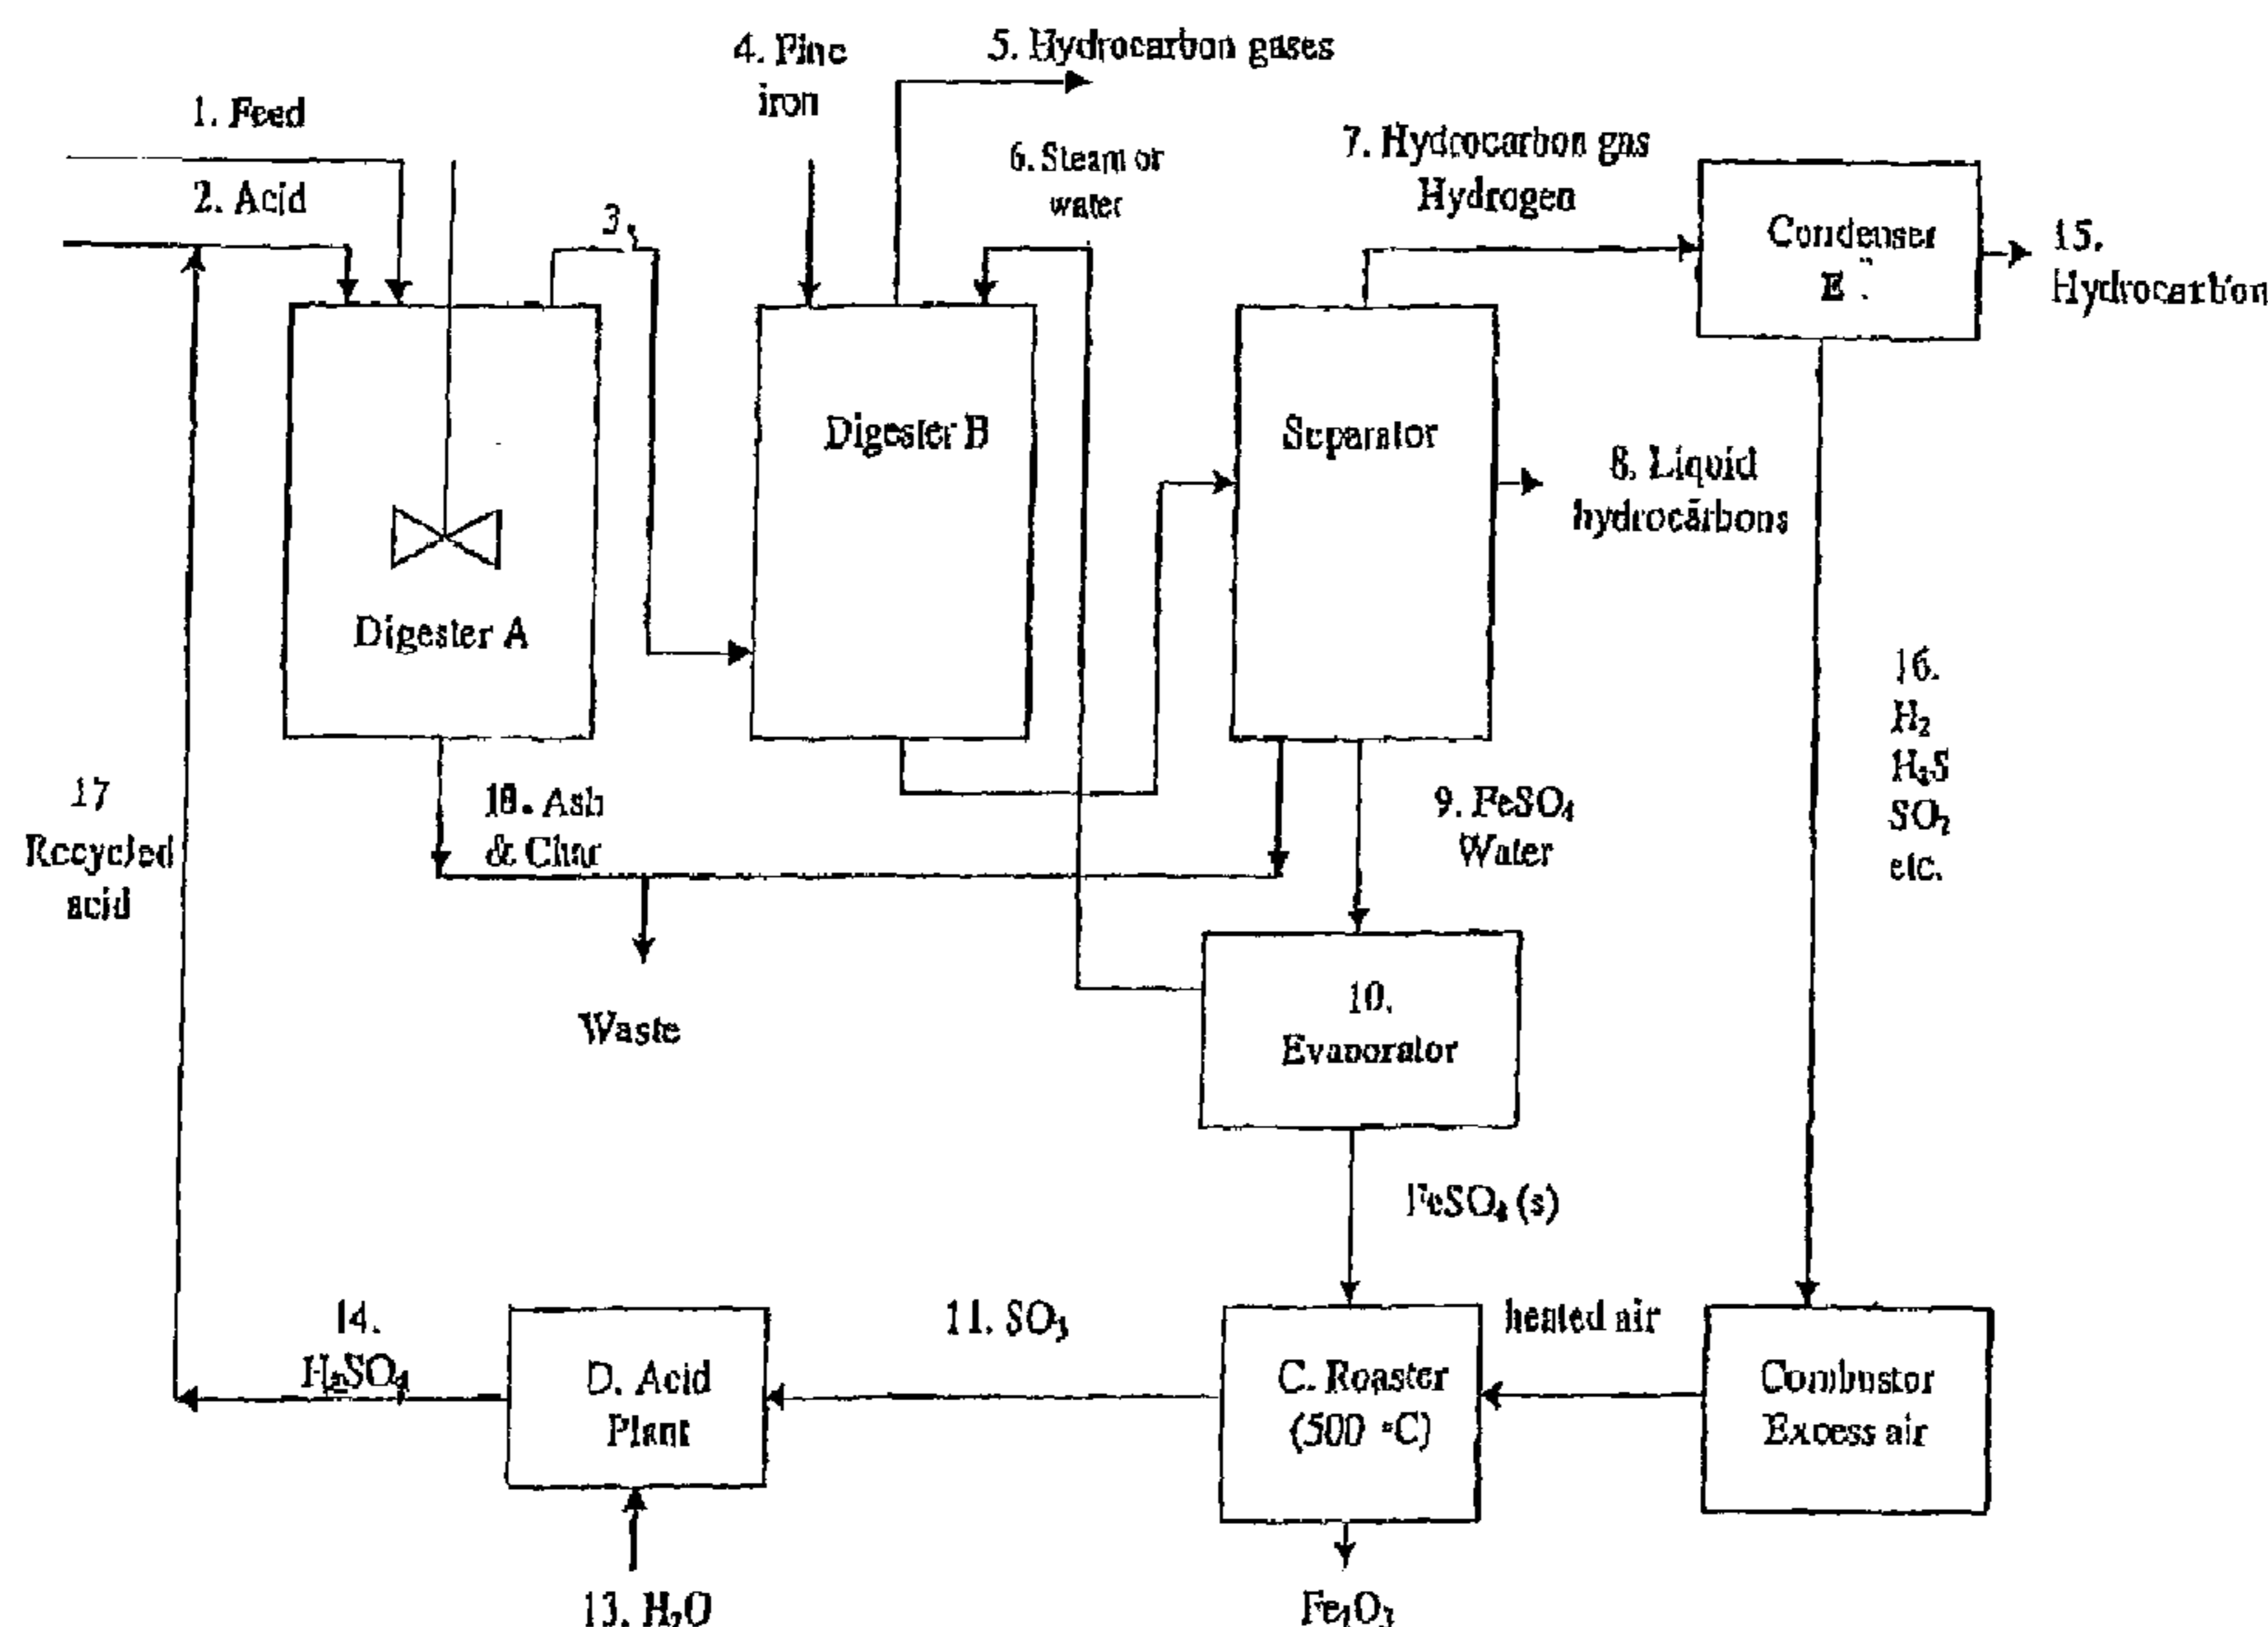 4. Fine
iron
5. Hydrocarbon gases
1. Feed
2. Acid
3.
6. Steam or
water
7. Hydrocarbon gas
Hydrogen
Condenser
E
15.
Hydrocarbon
Digester B
Separator
8. Liquid
hydrocarbons
Digester A
16.
H₂
H₂S
SO₂
etc.
17
Recycled
acid
18. Ash
& Char
9. FeSO₄
Water
Waste
10.
Evaporator
FeSO₄ (s)
14.
H₂SO₄
D. Acid
Plant
11. SO₃
C. Roaster
(500 °C)
heated air
Combustor
Excess air
13. H₂O